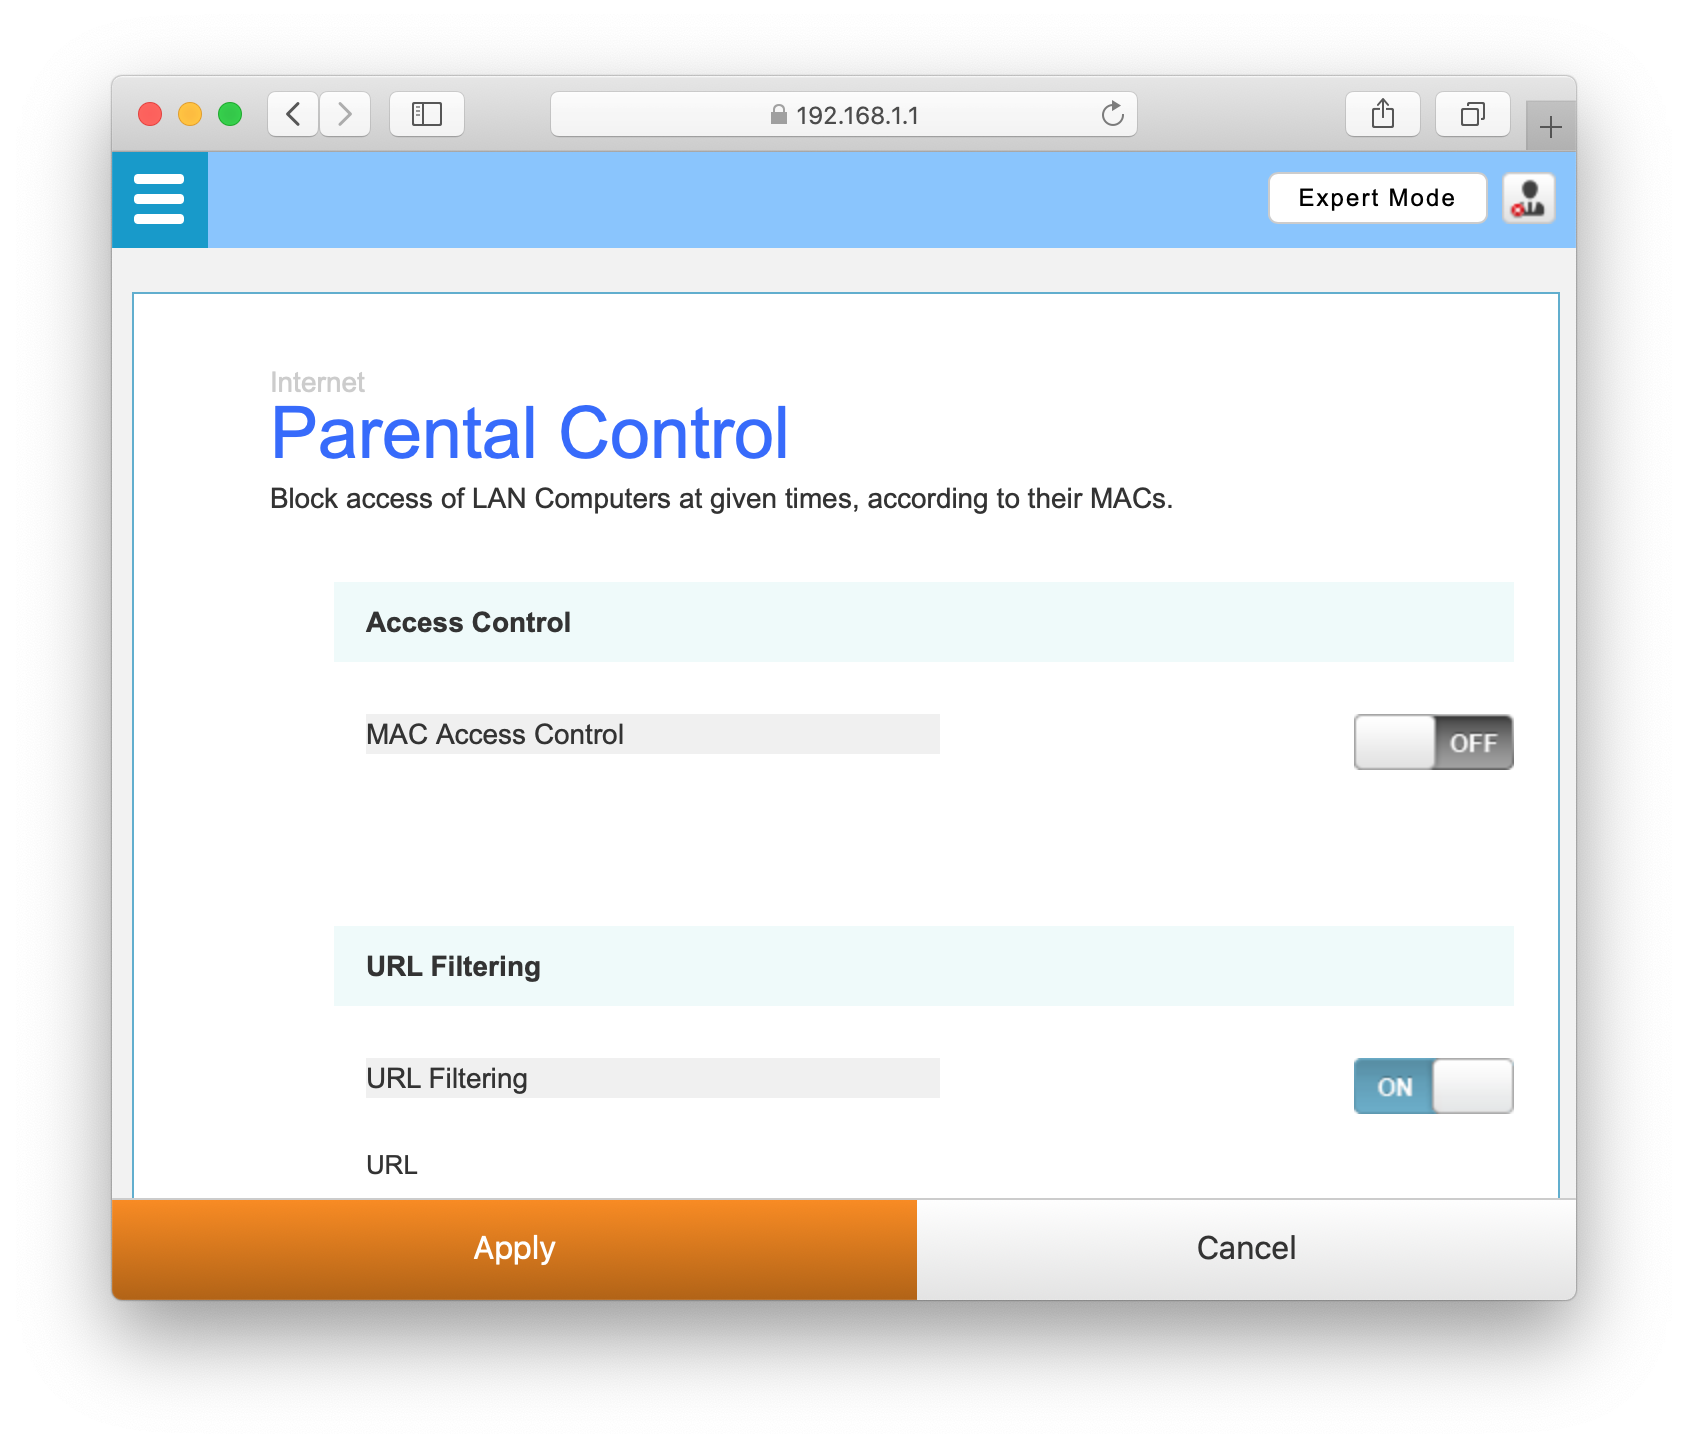 192.168.1.1
Expert Mode
Internet
Parental Control
Block access of LAN Computers at given times, according to their MACs.
Access Control
MAC Access Control
OFF
URL Filtering
URL Filtering
ON
URL
Apply
Cancel